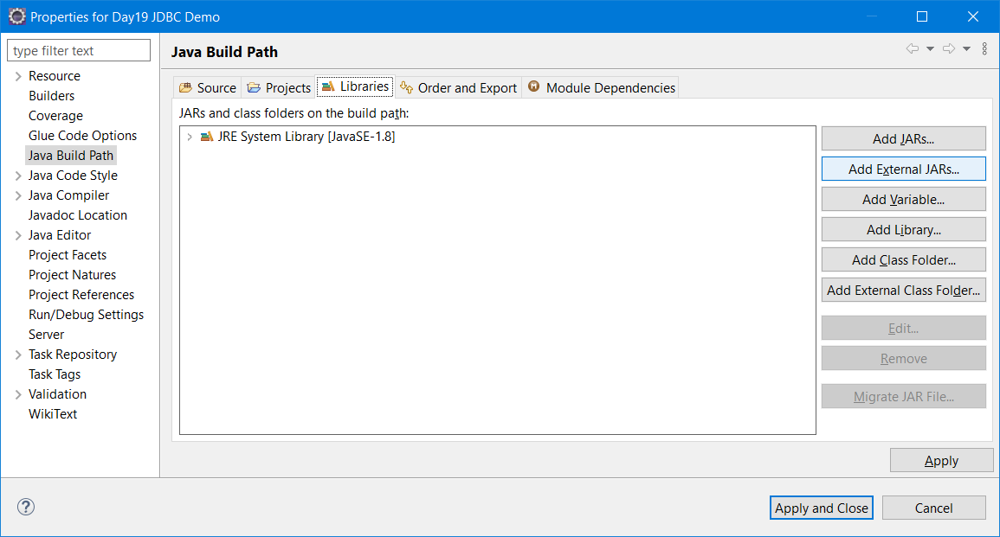 Properties for Day19 JDBC Demo
type filter text
Resource
Builders
Coverage
Glue Code Options
Java Build Path
Java Code Style
Java Compiler
Javadoc Location
Java Editor
Project Facets
Project Natures
Project References
Run/Debug Settings
Server
Task Repository
Task Tags
Validation
WikiText
Java Build Path
Source Projects Libraries Order and Export M Module Dependencies
JARs and class folders on the build path:
JRE System Library [JavaSE-1.8]
Add JARs...
Add External JARs...
Add Variable...
Add Library...
Add Class Folder...
Add External Class Folder...
Edit...
Remove
Migrate JAR File...
Apply
?
Apply and Close Cancel